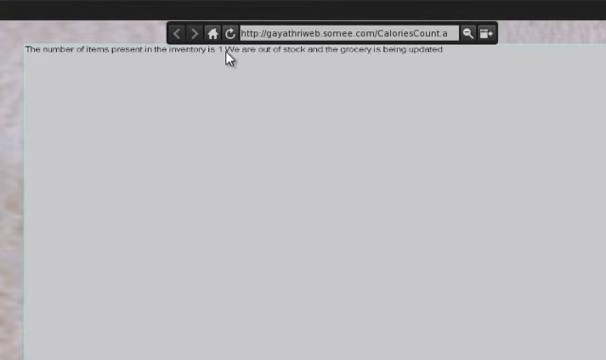 http://gayathriweb.somee.com/CaloriesCount.a
The number of items present in the inventory is 1 We are out of stock and the grocery is being updated